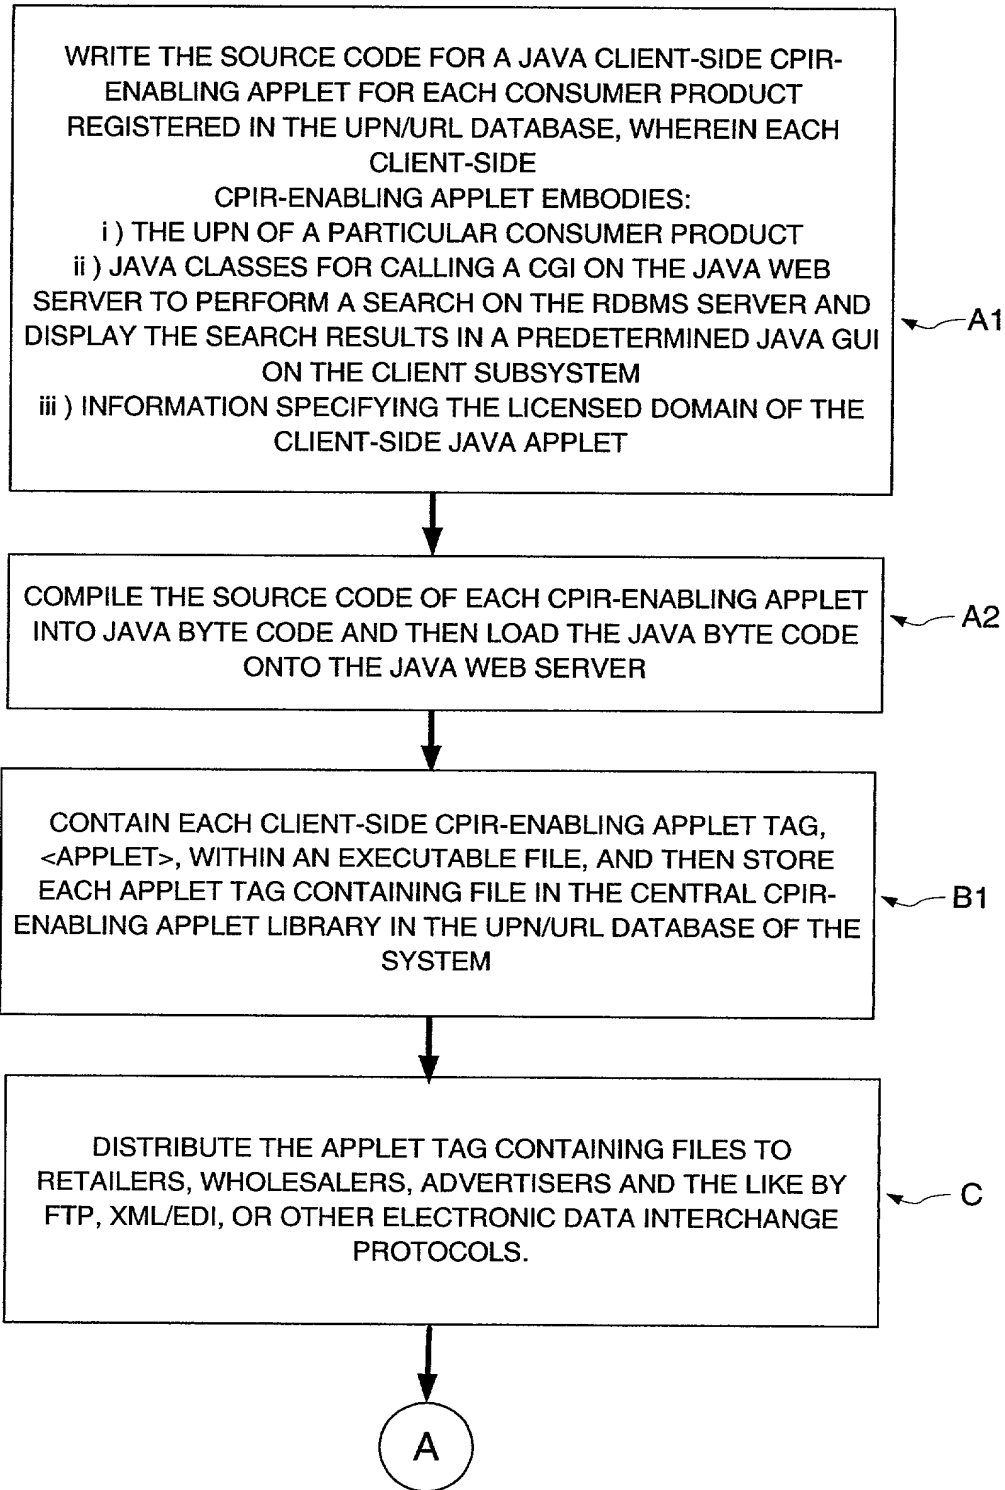 WRITE THE SOURCE CODE FOR A JAVA CLIENT-SIDE CPIR-
ENABLING APPLET FOR EACH CONSUMER PRODUCT
REGISTERED IN THE UPN/URL DATABASE, WHEREIN EACH
CLIENT-SIDE
CPIR-ENABLING APPLET EMBODIES:
i ) THE UPN OF A PARTICULAR CONSUMER PRODUCT
ii ) JAVA CLASSES FOR CALLING A CGI ON THE JAVA WEB
SERVER TO PERFORM A SEARCH ON THE RDBMS SERVER AND
DISPLAY THE SEARCH RESULTS IN A PREDETERMINED JAVA GUI
ON THE CLIENT SUBSYSTEM
iii ) INFORMATION SPECIFYING THE LICENSED DOMAIN OF THE
CLIENT-SIDE JAVA APPLET
A1
COMPILE THE SOURCE CODE OF EACH CPIR-ENABLING APPLET
INTO JAVA BYTE CODE AND THEN LOAD THE JAVA BYTE CODE
ONTO THE JAVA WEB SERVER
A2
CONTAIN EACH CLIENT-SIDE CPIR-ENABLING APPLET TAG,
<APPLET>, WITHIN AN EXECUTABLE FILE, AND THEN STORE
EACH APPLET TAG CONTAINING FILE IN THE CENTRAL CPIR-
ENABLING APPLET LIBRARY IN THE UPN/URL DATABASE OF THE
SYSTEM
B1
DISTRIBUTE THE APPLET TAG CONTAINING FILES TO
RETAILERS, WHOLESALERS, ADVERTISERS AND THE LIKE BY
FTP, XML/EDI, OR OTHER ELECTRONIC DATA INTERCHANGE
PROTOCOLS.
C
A